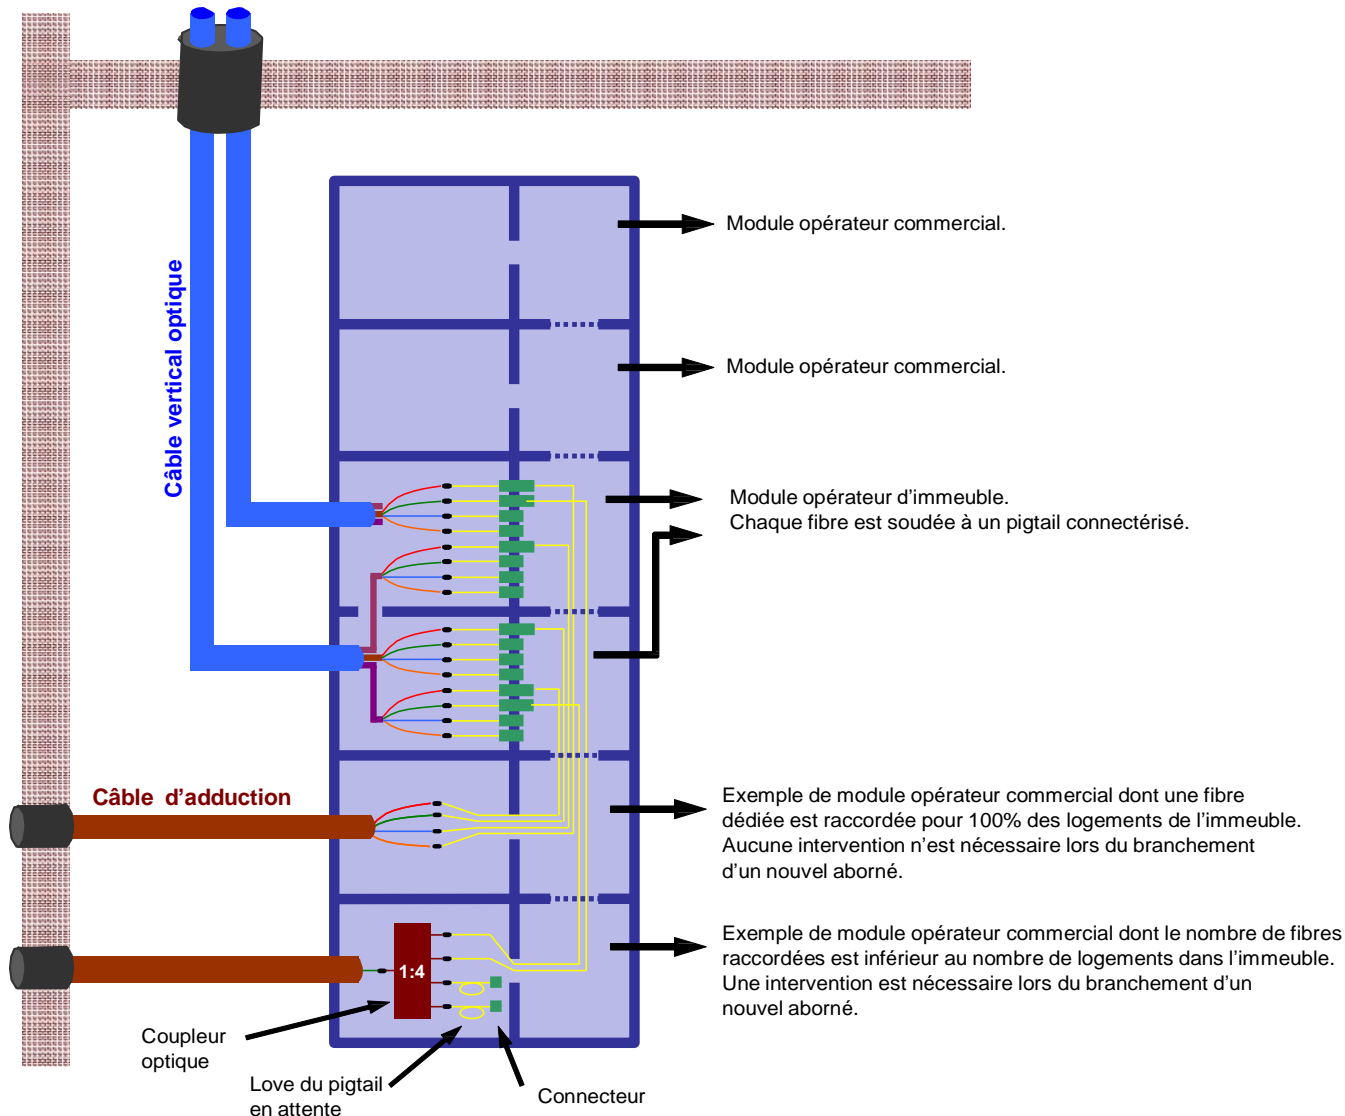 Module opérateur commercial.
Câble vertical optique
Module opérateur commercial.
Module opérateur d'immeuble.
Chaque fibre est soudée à un pigtail connectérisé.
Câble d'adduction
Exemple de module opérateur commercial dont une fibre
dédiée est raccordée pour 100% des logements de l'immeuble.
Aucune intervention n'est nécessaire lors du branchement
d'un nouvel aborné.
Exemple de module opérateur commercial dont le nombre de fibres
raccordées est inférieur au nombre de logements dans l'immeuble.
Une intervention est nécessaire lors du branchement d'un
nouvel aborné.
1:4
Coupleur
optique
Love du pigtail
en attente
Connecteur